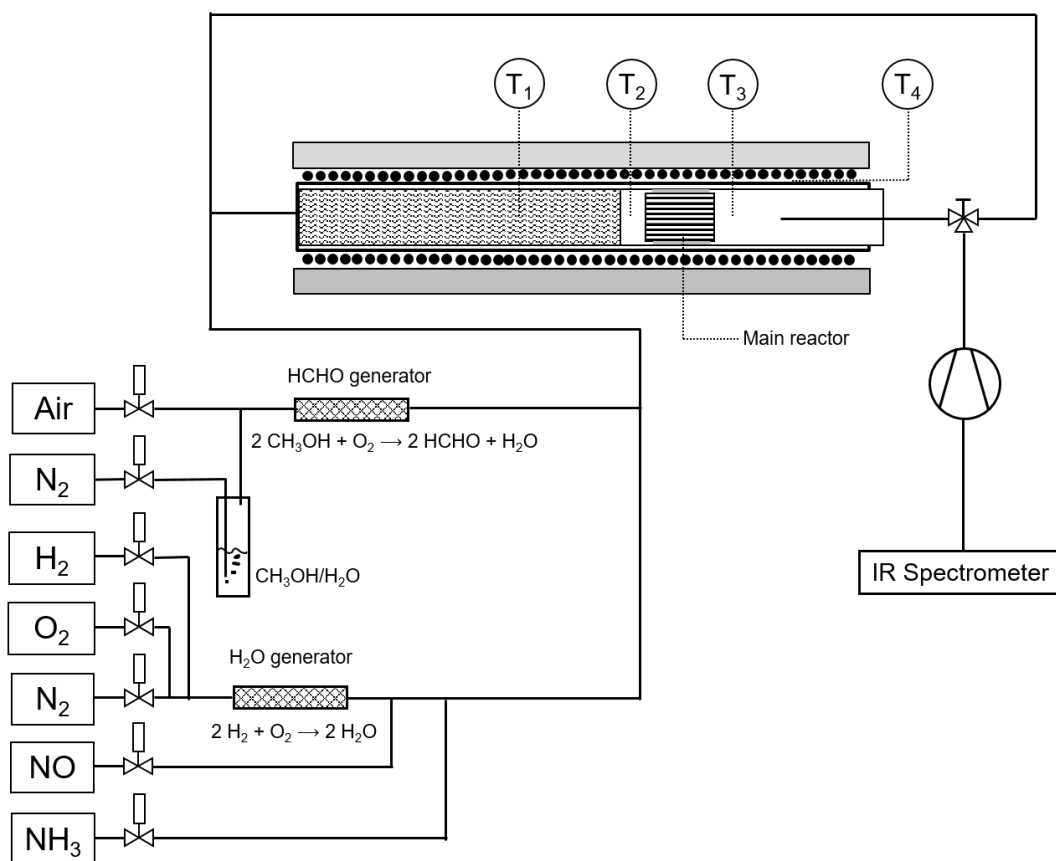 T₁
T₂
T₃
T₄
Main reactor
HCHO generator
Air
2 CH₃OH + O₂ → 2 HCHO + H₂O
N₂
H₂
CH₃OH/H₂O
IR Spectrometer
O₂
H₂O generator
N₂
2 H₂ + O₂ → 2 H₂O
NO
NH₃